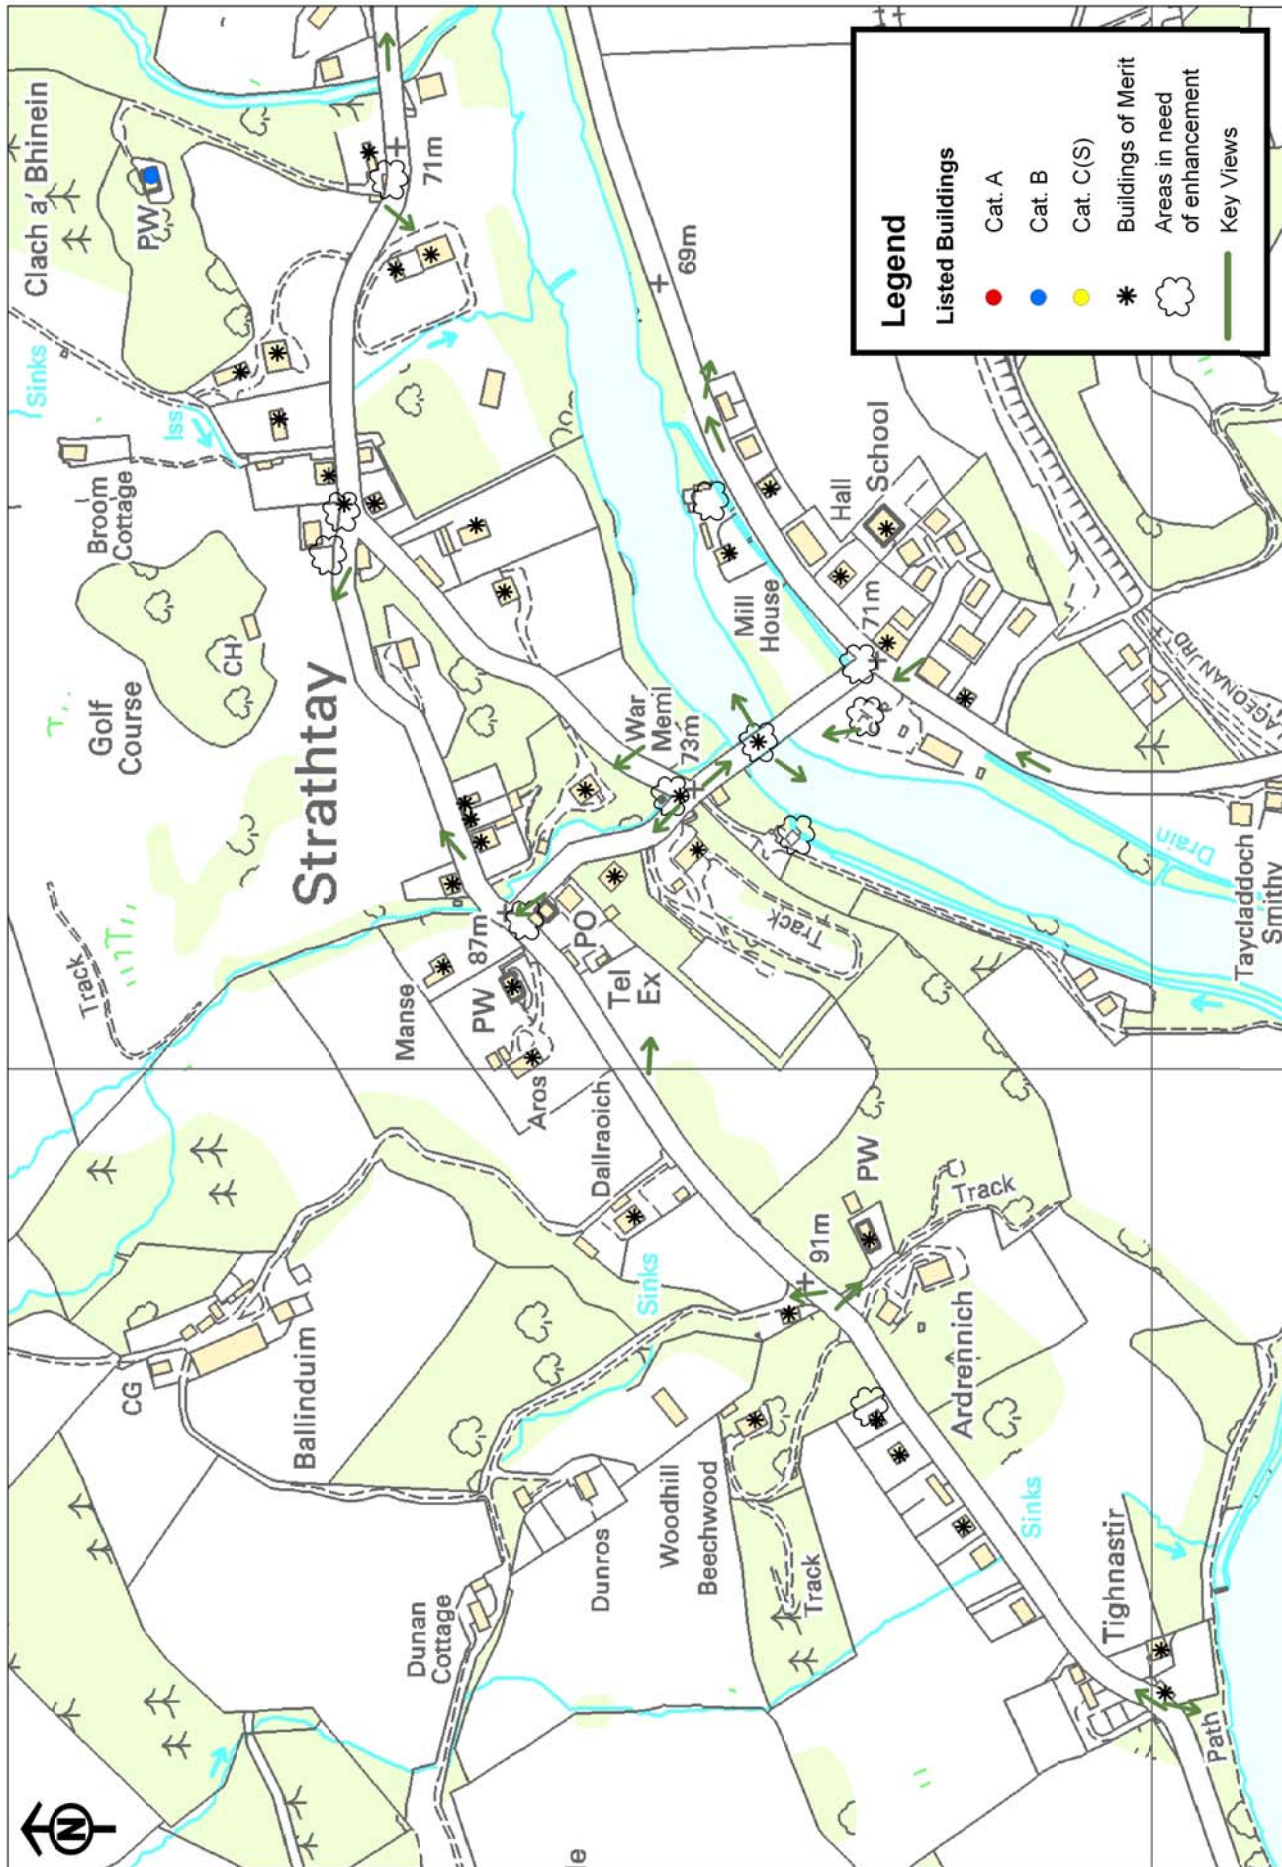 Clach a' Bhinein
PW
Sinks
Iss
Broom
Cottage
Golf
Course
CH
Strathtay
71m
69m
War
Meml
73m
Mill
House
Hall
School
71m
Track
Manse
87m
PW
PO
Aros
Tel
Ex
Track
Dallraoich
Drain
Taycladoch
Smithy
CG
Ballinduim
Sinks
91m
PW
Track
Ardrennich
Dunros
Woodhill
Beechwood
Dunan
Cottage
Track
Sinks
Tighnastir
Path
N
le
Legend
Listed Buildings
Cat. A
Cat. B
Cat. C(S)
Buildings of Merit
Areas in need
of enhancement
Key Views